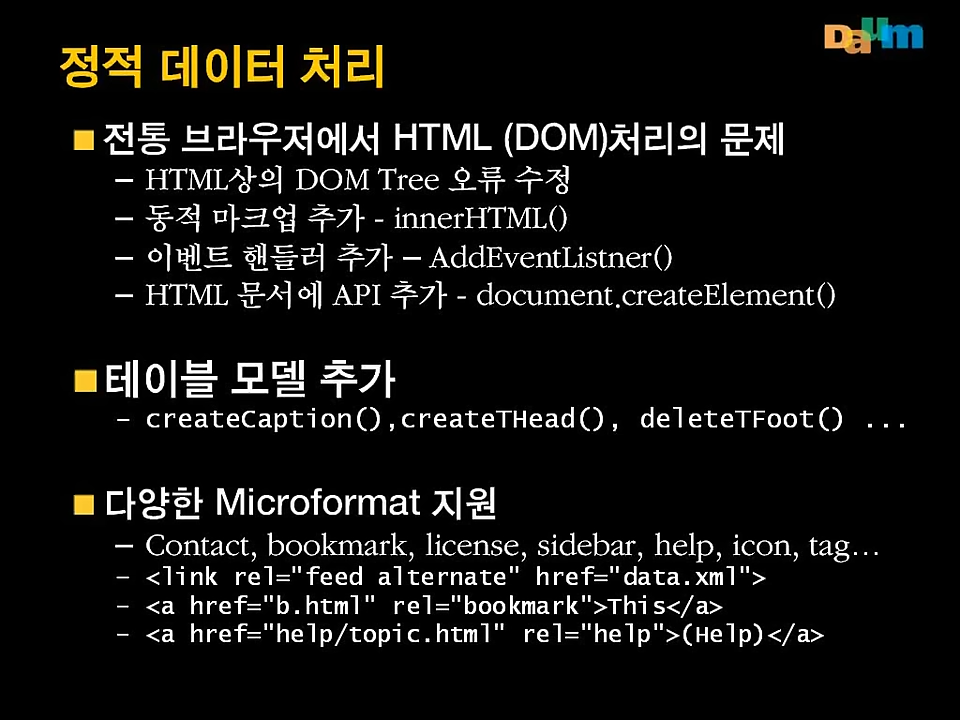 Daum
정적 데이터 처리
■ 전통 브라우저에서 HTML (DOM)처리의 문제
– HTML상의 DOM Tree 오류 수정
– 동적 마크업 추가 - innerHTML()
– 이벤트 핸들러 추가 – AddEventListner()
– HTML 문서에 API 추가 - document.createElement()
■ 테이블 모델 추가
– createCaption(),createTHead(), deleteTFoot() ...
■ 다양한 Microformat 지원
– Contact, bookmark, license, sidebar, help, icon, tag…
– <link rel="feed alternate" href="data.xml">
– <a href="b.html" rel="bookmark">This</a>
– <a href="help/topic.html" rel="help">(Help)</a>